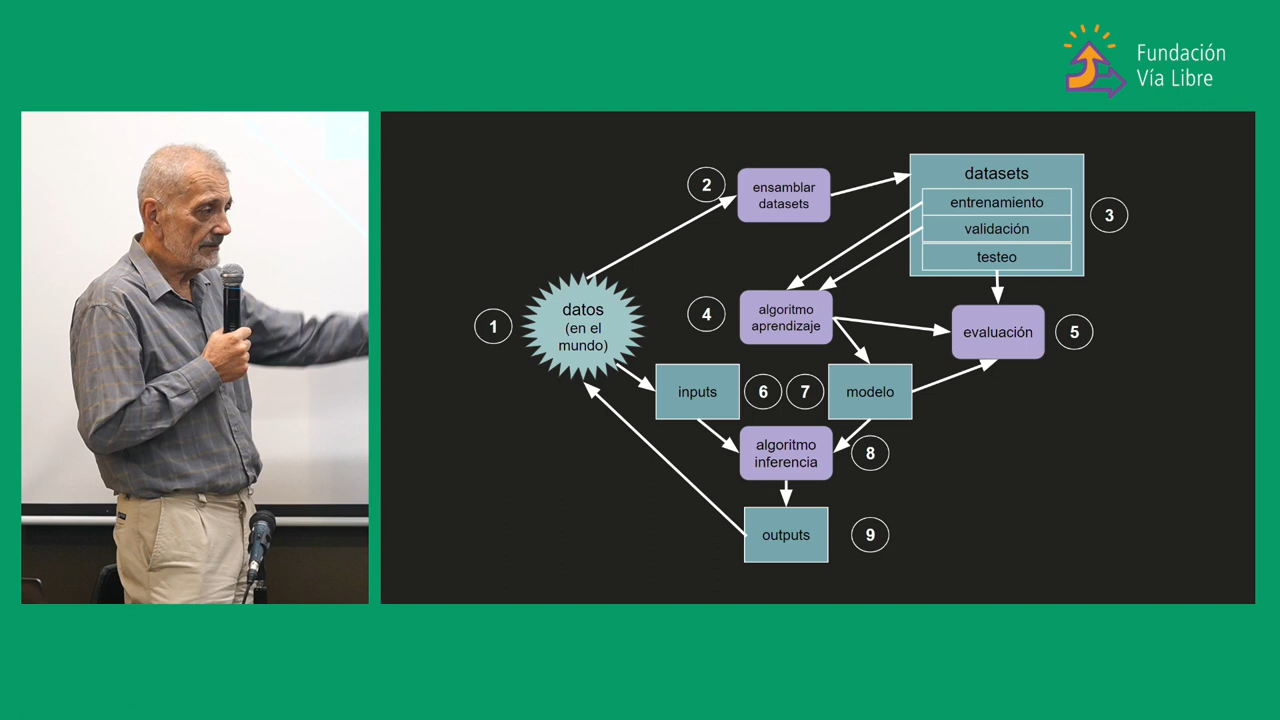 Fundación
Vía Libre
1
datos
(en el
mundo)
2
ensamblar
datasets
datasets
entrenamiento
validación
testeo
3
4
algoritmo
aprendizaje
evaluación
5
inputs
6
7
modelo
algoritmo
inferencia
8
outputs
9